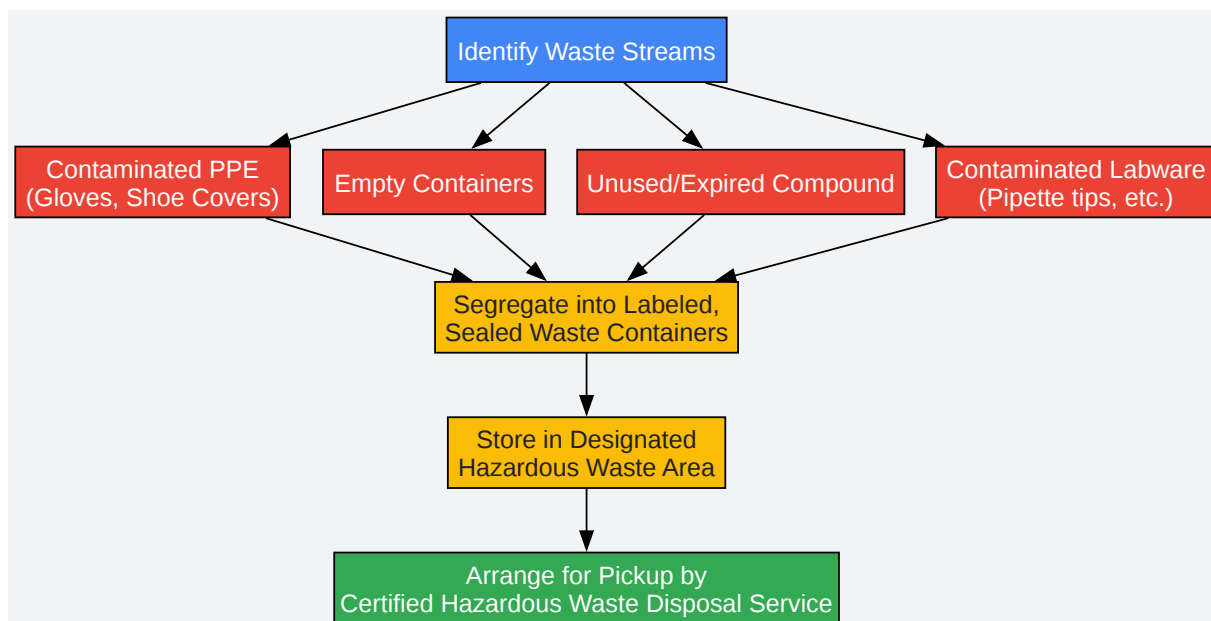 Identify Waste Streams
Contaminated PPE
(Gloves, Shoe Covers)
Empty Containers
Unused/Expired Compound
Contaminated Labware
(Pipette tips, etc.)
Segregate into Labeled,
Sealed Waste Containers
Store in Designated
Hazardous Waste Area
Arrange for Pickup by
Certified Hazardous Waste Disposal Service